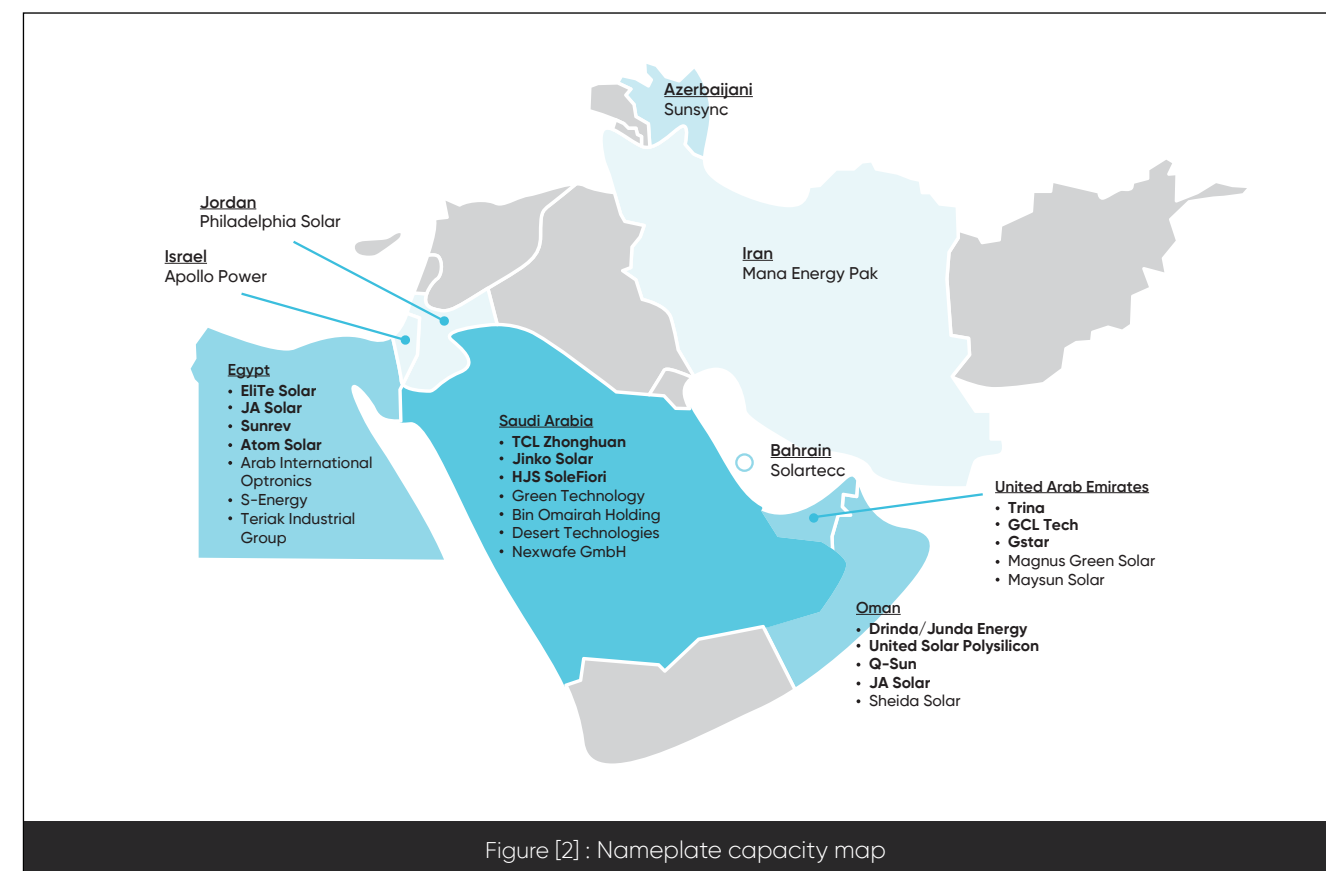 Azerbaijani
Sunsync
Jordan
Philadelphia Solar
Israel
Apollo Power
Iran
Mana Energy Pak
Egypt
• EliTe Solar
• JA Solar
• Sunrev
• Atom Solar
• Arab International
Optronics
• S-Energy
• Teriak Industrial
Group
Saudi Arabia
• TCL Zhonghuan
• Jinko Solar
• HJS SoleFiori
• Green Technology
• Bin Omairah Holding
• Desert Technologies
• Nexwafe GmbH
Bahrain
Solartecc
United Arab Emirates
• Trina
• GCL Tech
• Gstar
• Magnus Green Solar
• Maysun Solar
Oman
• Drinda/Junda Energy
• United Solar Polysilicon
• Q-Sun
• JA Solar
• Sheida Solar
Figure [2] : Nameplate capacity map